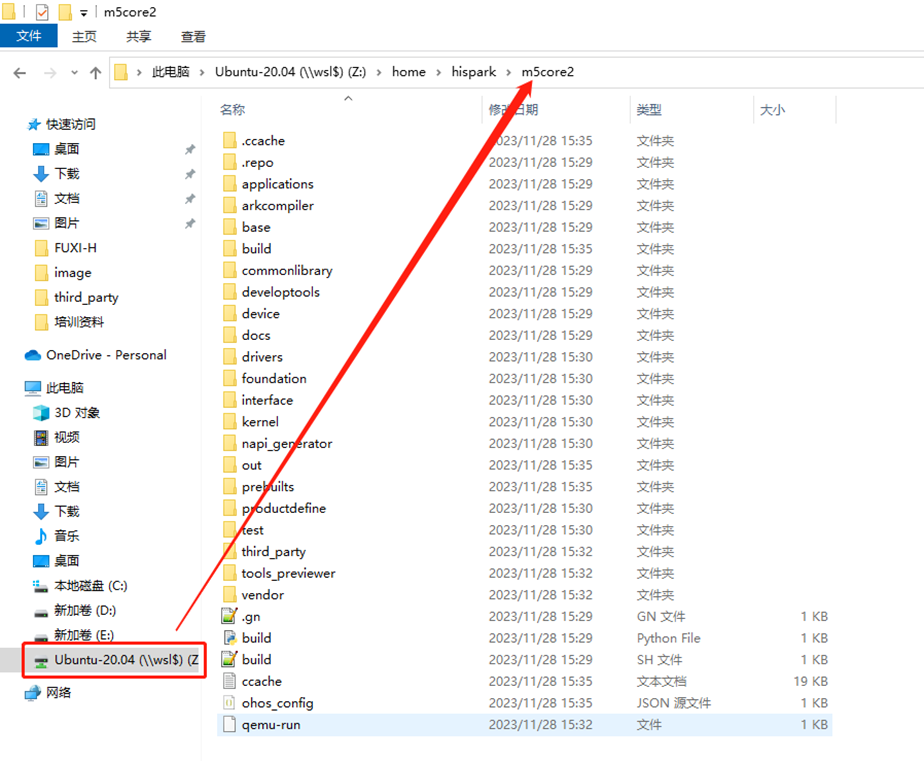 m5core2
文件 主页 共享 查看
此电脑 Ubuntu-20.04 (\\wsl$) (Z:) home hispark m5core2
名称 修改日期 类型 大小
快速访问
桌面
下载
文档
图片
FUXI-H
image
third_party
培训资料
OneDrive - Personal
此电脑
3D 对象
视频
图片
文档
下载
音乐
桌面
本地磁盘 (C:)
新加卷 (D:)
新加卷 (E:)
Ubuntu-20.04 (\\wsl$) (Z
网络
.ccache 2023/11/28 15:35 文件夹
.repo 2023/11/28 15:29 文件夹
applications 2023/11/28 15:29 文件夹
arkcompiler 2023/11/28 15:29 文件夹
base 2023/11/28 15:29 文件夹
build 2023/11/28 15:35 文件夹
commonlibrary 2023/11/28 15:29 文件夹
developtools 2023/11/28 15:29 文件夹
device 2023/11/28 15:29 文件夹
docs 2023/11/28 15:29 文件夹
drivers 2023/11/28 15:30 文件夹
foundation 2023/11/28 15:30 文件夹
interface 2023/11/28 15:30 文件夹
kernel 2023/11/28 15:30 文件夹
napi_generator 2023/11/28 15:30 文件夹
out 2023/11/28 15:35 文件夹
prebuilts 2023/11/28 15:35 文件夹
productdefine 2023/11/28 15:30 文件夹
test 2023/11/28 15:30 文件夹
third_party 2023/11/28 15:32 文件夹
tools_previewer 2023/11/28 15:32 文件夹
vendor 2023/11/28 15:32 文件夹
.gn 2023/11/28 15:29 GN 文件 1 KB
build 2023/11/28 15:29 Python File 1 KB
build 2023/11/28 15:29 SH 文件 1 KB
ccache 2023/11/28 15:35 文本文档 19 KB
ohos_config 2023/11/28 15:35 JSON 源文件 1 KB
qemu-run 2023/11/28 15:32 文件 1 KB